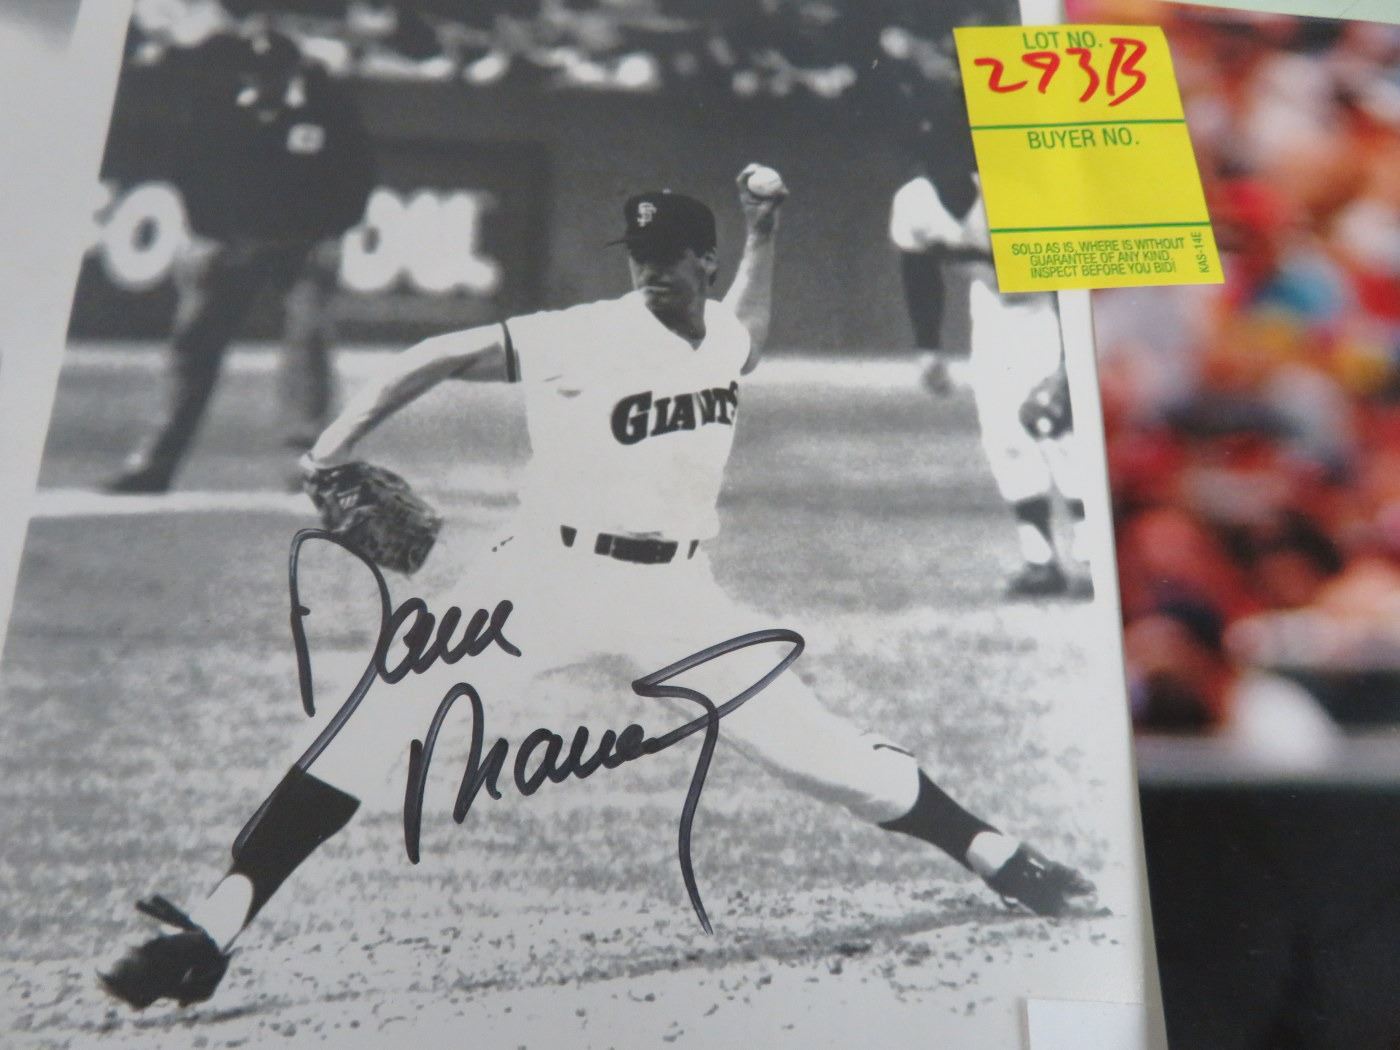 LOT NO.
293B
BUYER NO.
SOLD AS IS, WHERE IS WITHOUT
GUARANTEE OF ANY KIND.
INSPECT BEFORE YOU BID!
KAS-14E
SF
GIANTS
Dave